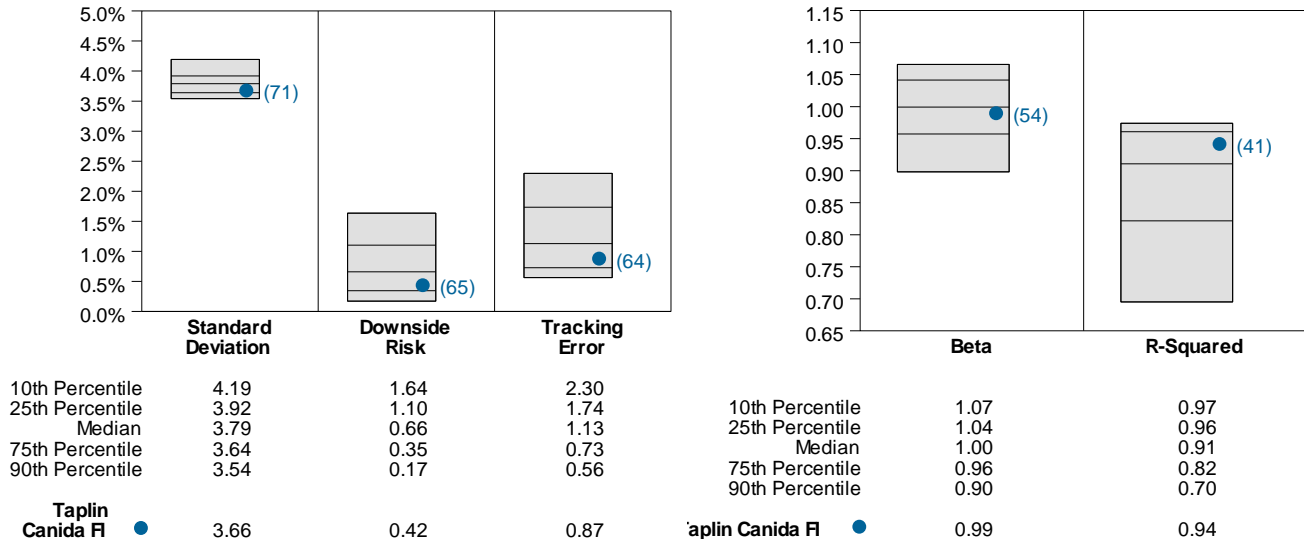 5.0%
4.5%
4.0%
3.5%
3.0%
2.5%
2.0%
1.5%
1.0%
0.5%
0.0%
(71)
(65)
(64)
Standard
Deviation
Downside
Risk
Tracking
Error
10th Percentile 4.19 1.64 2.30
25th Percentile 3.92 1.10 1.74
Median 3.79 0.66 1.13
75th Percentile 3.64 0.35 0.73
90th Percentile 3.54 0.17 0.56
Taplin
Canida FI 3.66 0.42 0.87
1.15
1.10
1.05
1.00
0.95
0.90
0.85
0.80
0.75
0.70
0.65
(54)
(41)
Beta R-Squared
10th Percentile 1.07 0.97
25th Percentile 1.04 0.96
Median 1.00 0.91
75th Percentile 0.96 0.82
90th Percentile 0.90 0.70
Taplin Canida FI 0.99 0.94